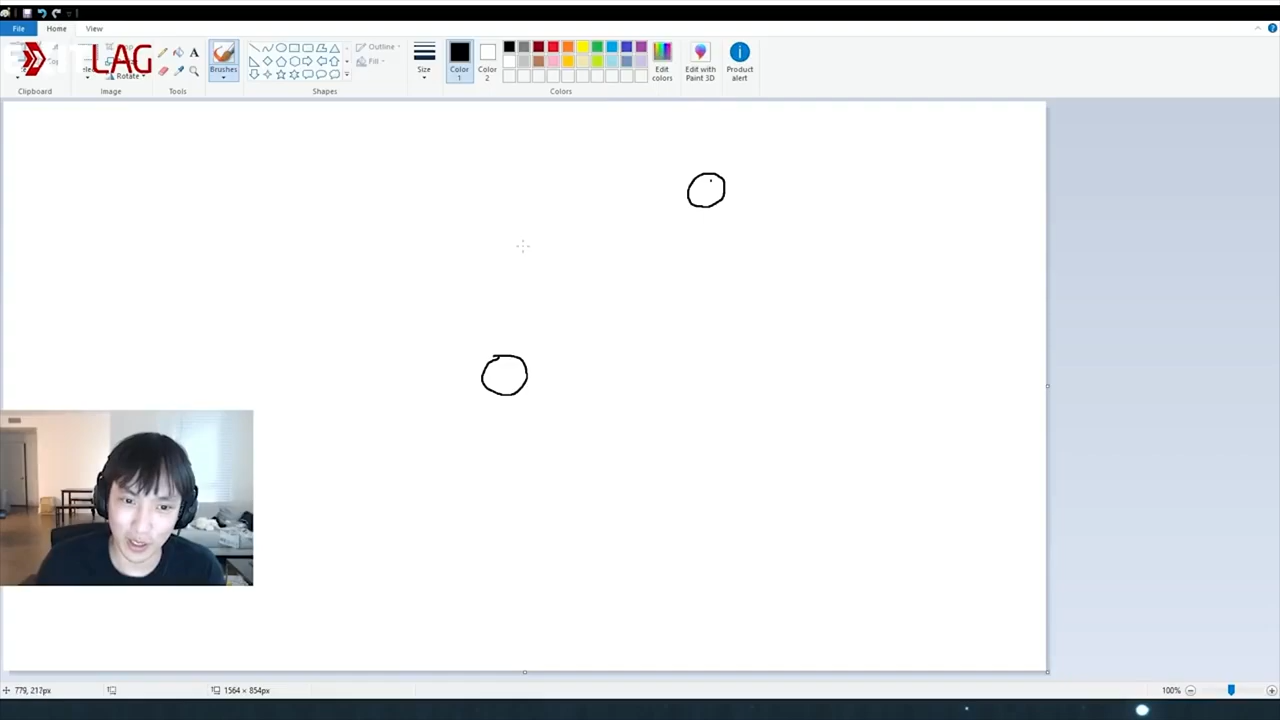 File Home View
LAG
Rotate
Brushes
Outline
Fill
Size
Color 1
Color 2
Edit colors
Edit with Paint 3D
Product alert
Clipboard Image Tools Shapes Colors
779, 217px 1564 × 854px 100%